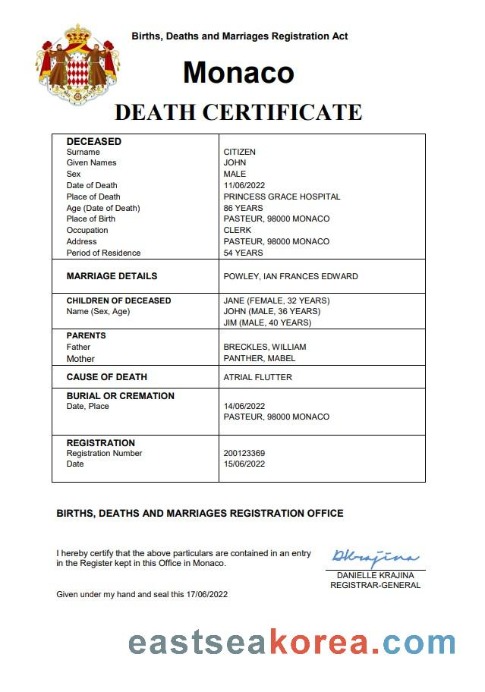 Births, Deaths and Marriages Registration Act
Monaco
DEATH CERTIFICATE
DECEASED
Surname CITIZEN
Given Names JOHN
Sex MALE
Date of Death 11/06/2022
Place of Death PRINCESS GRACE HOSPITAL
Age (Date of Death) 86 YEARS
Place of Birth PASTEUR, 98000 MONACO
Occupation CLERK
Address PASTEUR, 98000 MONACO
Period of Residence 54 YEARS
MARRIAGE DETAILS POWLEY, IAN FRANCES EDWARD
CHILDREN OF DECEASED JANE (FEMALE, 32 YEARS)
Name (Sex, Age) JOHN (MALE, 36 YEARS)
JIM (MALE, 40 YEARS)
PARENTS
Father BRECKLES, WILLIAM
Mother PANTHER, MABEL
CAUSE OF DEATH ATRIAL FLUTTER
BURIAL OR CREMATION
Date, Place 14/06/2022
PASTEUR, 98000 MONACO
REGISTRATION
Registration Number 200123369
Date 15/06/2022
BIRTHS, DEATHS AND MARRIAGES REGISTRATION OFFICE
I hereby certify that the above particulars are contained in an entry
in the Register kept in this Office in Monaco.
DKrajina
DANIELLE KRAJINA
REGISTRAR-GENERAL
Given under my hand and seal this 17/06/2022
eastseakorea.com